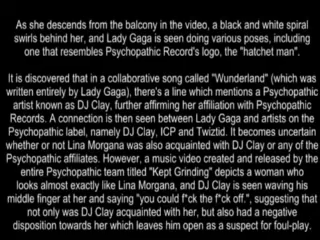 As she descends from the balcony in the video, a black and white spiral
swirls behind her, and Lady Gaga is seen doing various poses, including
one that resembles Psychopathic Record's logo, the "hatchet man".
It is discovered that in a collaborative song called "Wunderland" (which was
written entirely by Lady Gaga), there's a line which mentions a Psychopathic
artist known as DJ Clay, further affirming her affiliation with Psychopathic
Records. A connection is then seen between Lady Gaga and artists on the
Psychopathic label, namely DJ Clay, ICP and Twiztid. It becomes uncertain
whether or not Lina Morgana was also acquainted with DJ Clay or any of the
Psychopathic affiliates. However, a music video created and released by the
entire Psychopathic team titled "Kept Grinding" depicts a woman who
looks almost exactly like Lina Morgana, and DJ Clay is seen waving his
middle finger at her and saying "you could f*ck the f*ck off.", suggesting that
not only was DJ Clay acquainted with her, but also had a negative
disposition towards her which leaves him open as a suspect for foul-play.